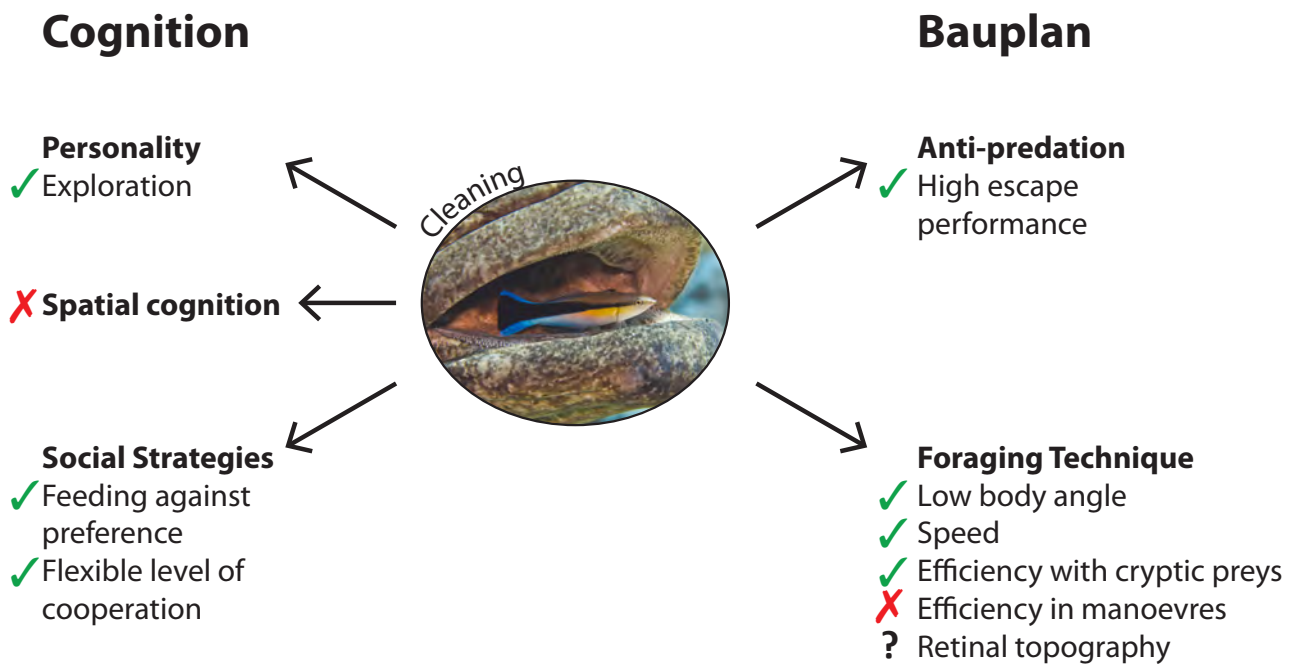 Cognition
Bauplan
Personality
✓ Exploration
✗ Spatial cognition
Social Strategies
✓ Feeding against
preference
✓ Flexible level of
cooperation
Cleaning
Anti-predation
✓ High escape
performance
Foraging Technique
✓ Low body angle
✓ Speed
✓ Efficiency with cryptic preys
✗ Efficiency in manoevres
? Retinal topography